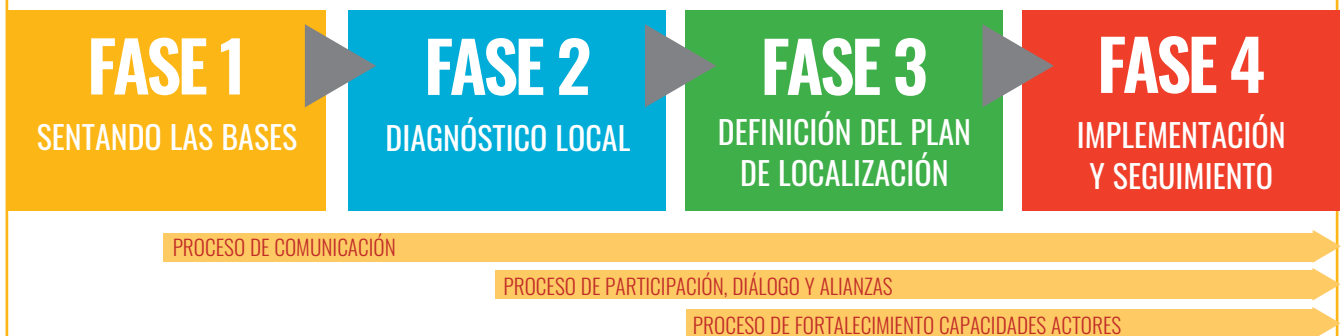 FASE 1
SENTANDO LAS BASES
FASE 2
DIAGNÓSTICO LOCAL
FASE 3
DEFINICIÓN DEL PLAN
DE LOCALIZACIÓN
FASE 4
IMPLEMENTACIÓN
Y SEGUIMIENTO
PROCESO DE COMUNICACIÓN
PROCESO DE PARTICIPACIÓN, DIÁLOGO Y ALIANZAS
PROCESO DE FORTALECIMIENTO CAPACIDADES ACTORES